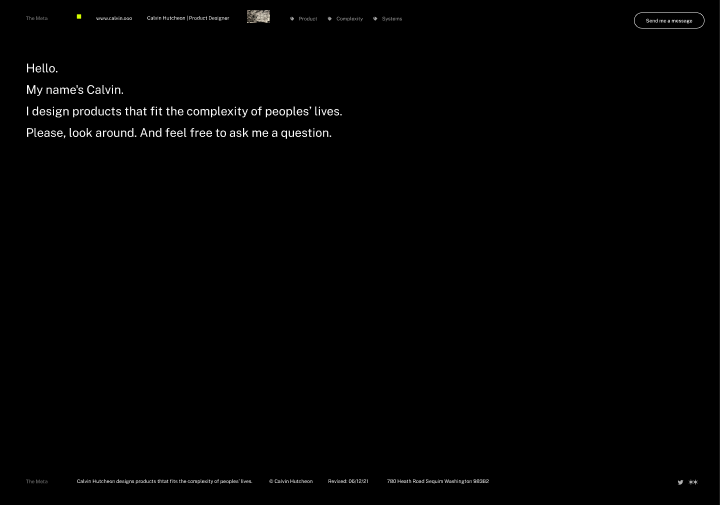 The Meta
www.calvin.ooo
Calvin Hutcheon | Product Designer
Product
Complexity
Systems
Send me a message
Hello.
My name's Calvin.
I design products that fit the complexity of peoples' lives.
Please, look around. And feel free to ask me a question.
The Meta
Calvin Hutcheon designs products thtat fits the complexity of peoples' lives.
© Calvin Hutcheon
Revised: 06/12/21
780 Heath Road Sequim Washington 98382